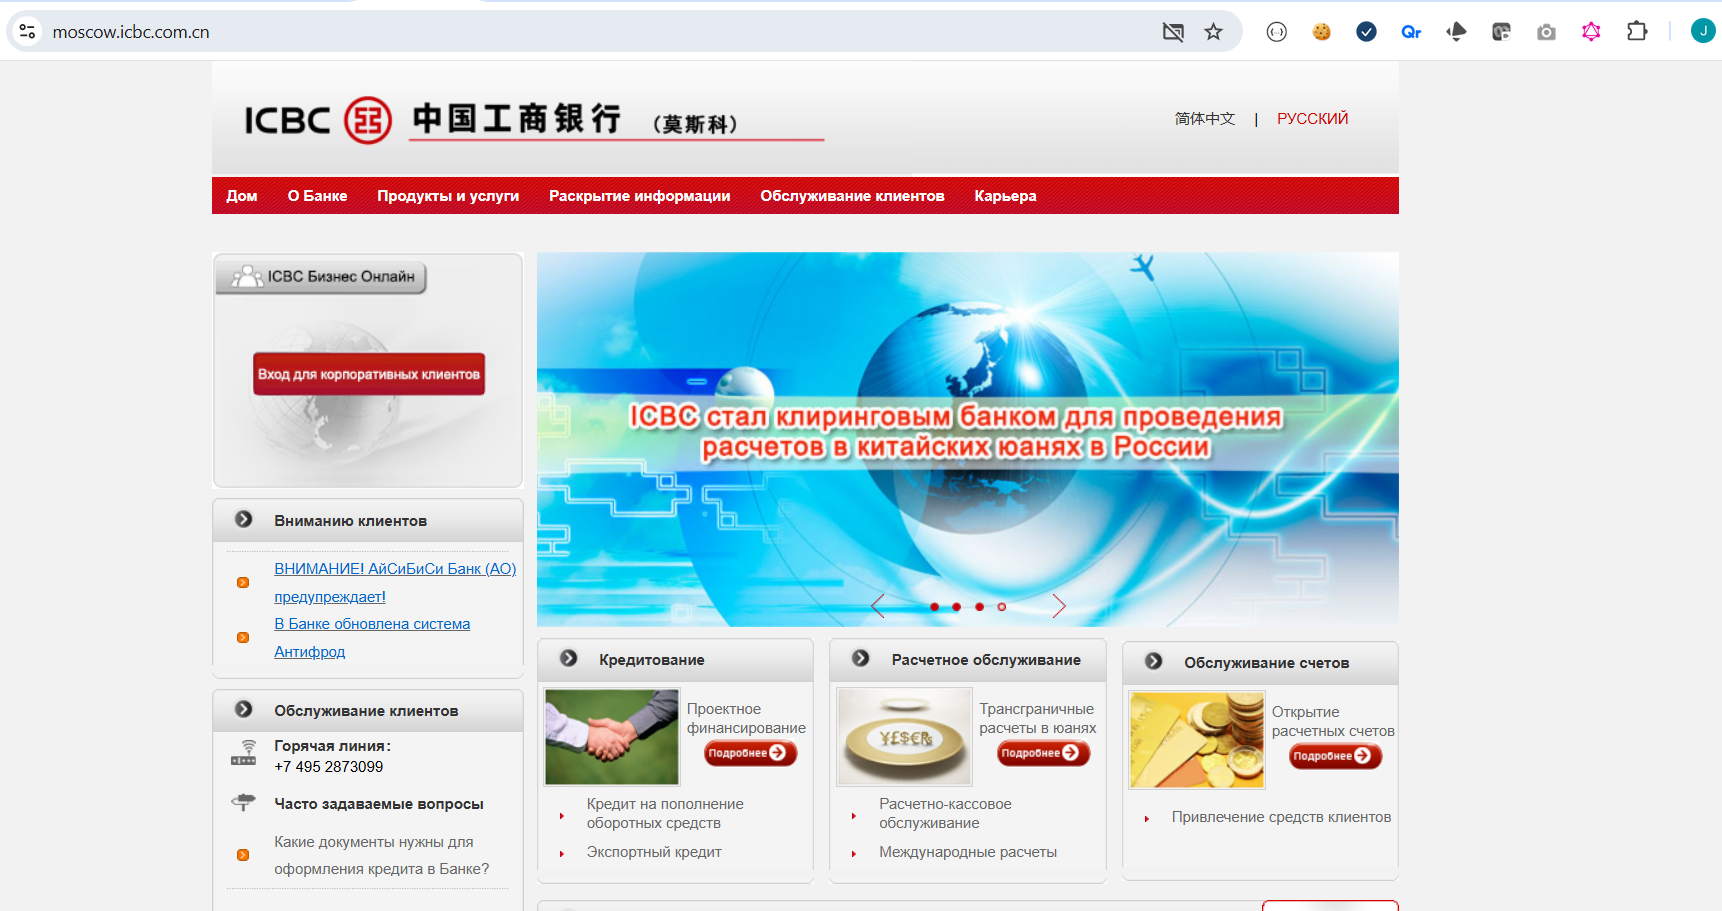 moscow.icbc.com.cn
J
ICBC 中国工商银行 (莫斯科)
简体中文 | РУССКИЙ
Дом О Банке Продукты и услуги Раскрытие информации Обслуживание клиентов Карьера
ICBC Бизнес Онлайн
Вход для корпоративных клиентов
ICBC стал клиринговым банком для проведения
расчетов в китайских юанях в России
Вниманию клиентов
ВНИМАНИЕ! АйСиБиСи Банк (АО)
предупреждает!
В Банке обновлена система
Антифрод
Обслуживание клиентов
Горячая линия:
+7 495 2873099
Часто задаваемые вопросы
Какие документы нужны для
оформления кредита в Банке?
Кредитование
Проектное
финансирование
Подробнее
Кредит на пополнение
оборотных средств
Экспортный кредит
Расчетное обслуживание
¥£$€₨
Трансграничные
расчеты в юанях
Подробнее
Расчетно-кассовое
обслуживание
Международные расчеты
Обслуживание счетов
Открытие
расчетных счетов
Подробнее
Привлечение средств клиентов